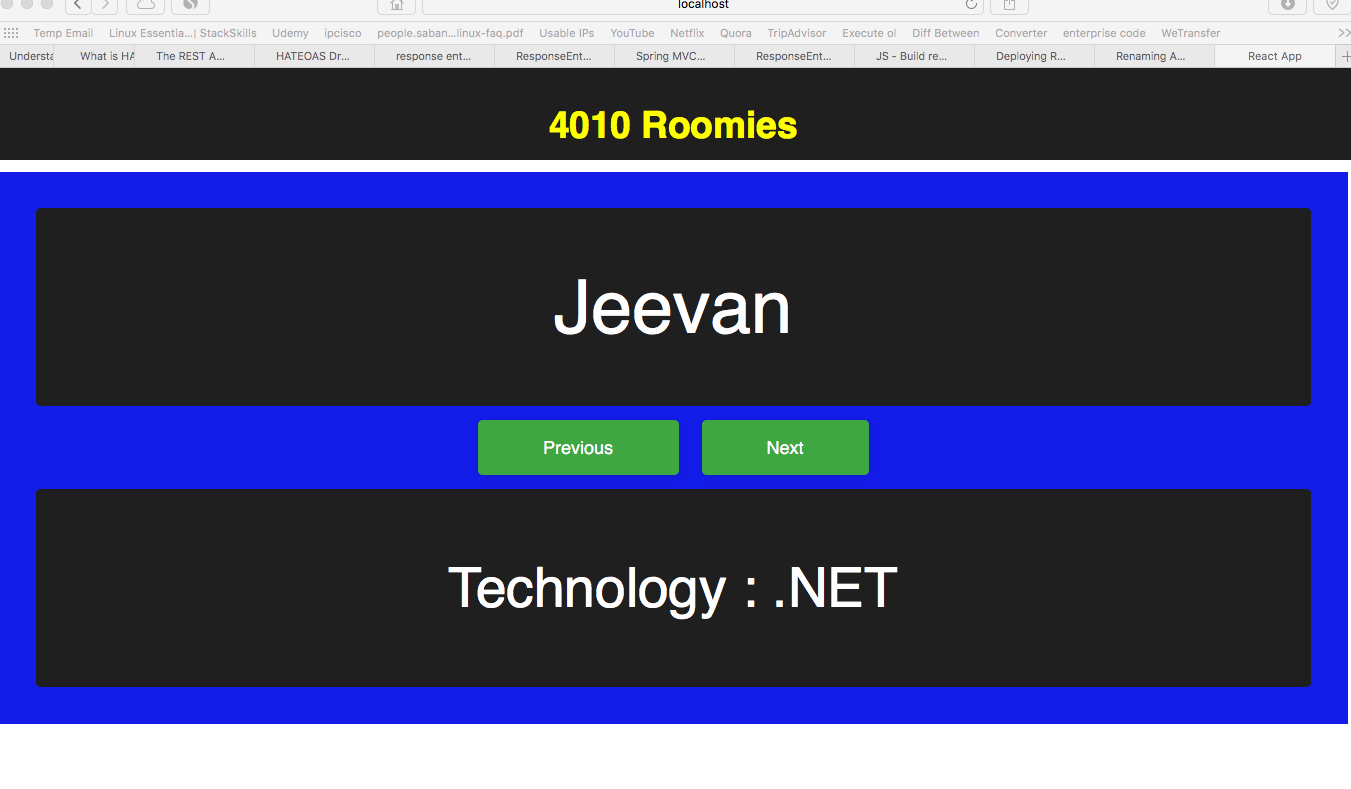 localhost
Temp Email Linux Essentia...| StackSkills Udemy ipcisco people.saban...linux-faq.pdf Usable IPs YouTube Netflix Quora TripAdvisor Execute ol Diff Between Converter enterprise code WeTransfer
Understa What is HA The REST A... HATEOAS Dr... response ent... ResponseEnt... Spring MVC... ResponseEnt... JS - Build re... Deploying R... Renaming A... React App
4010 Roomies
Jeevan
Previous Next
Technology : .NET